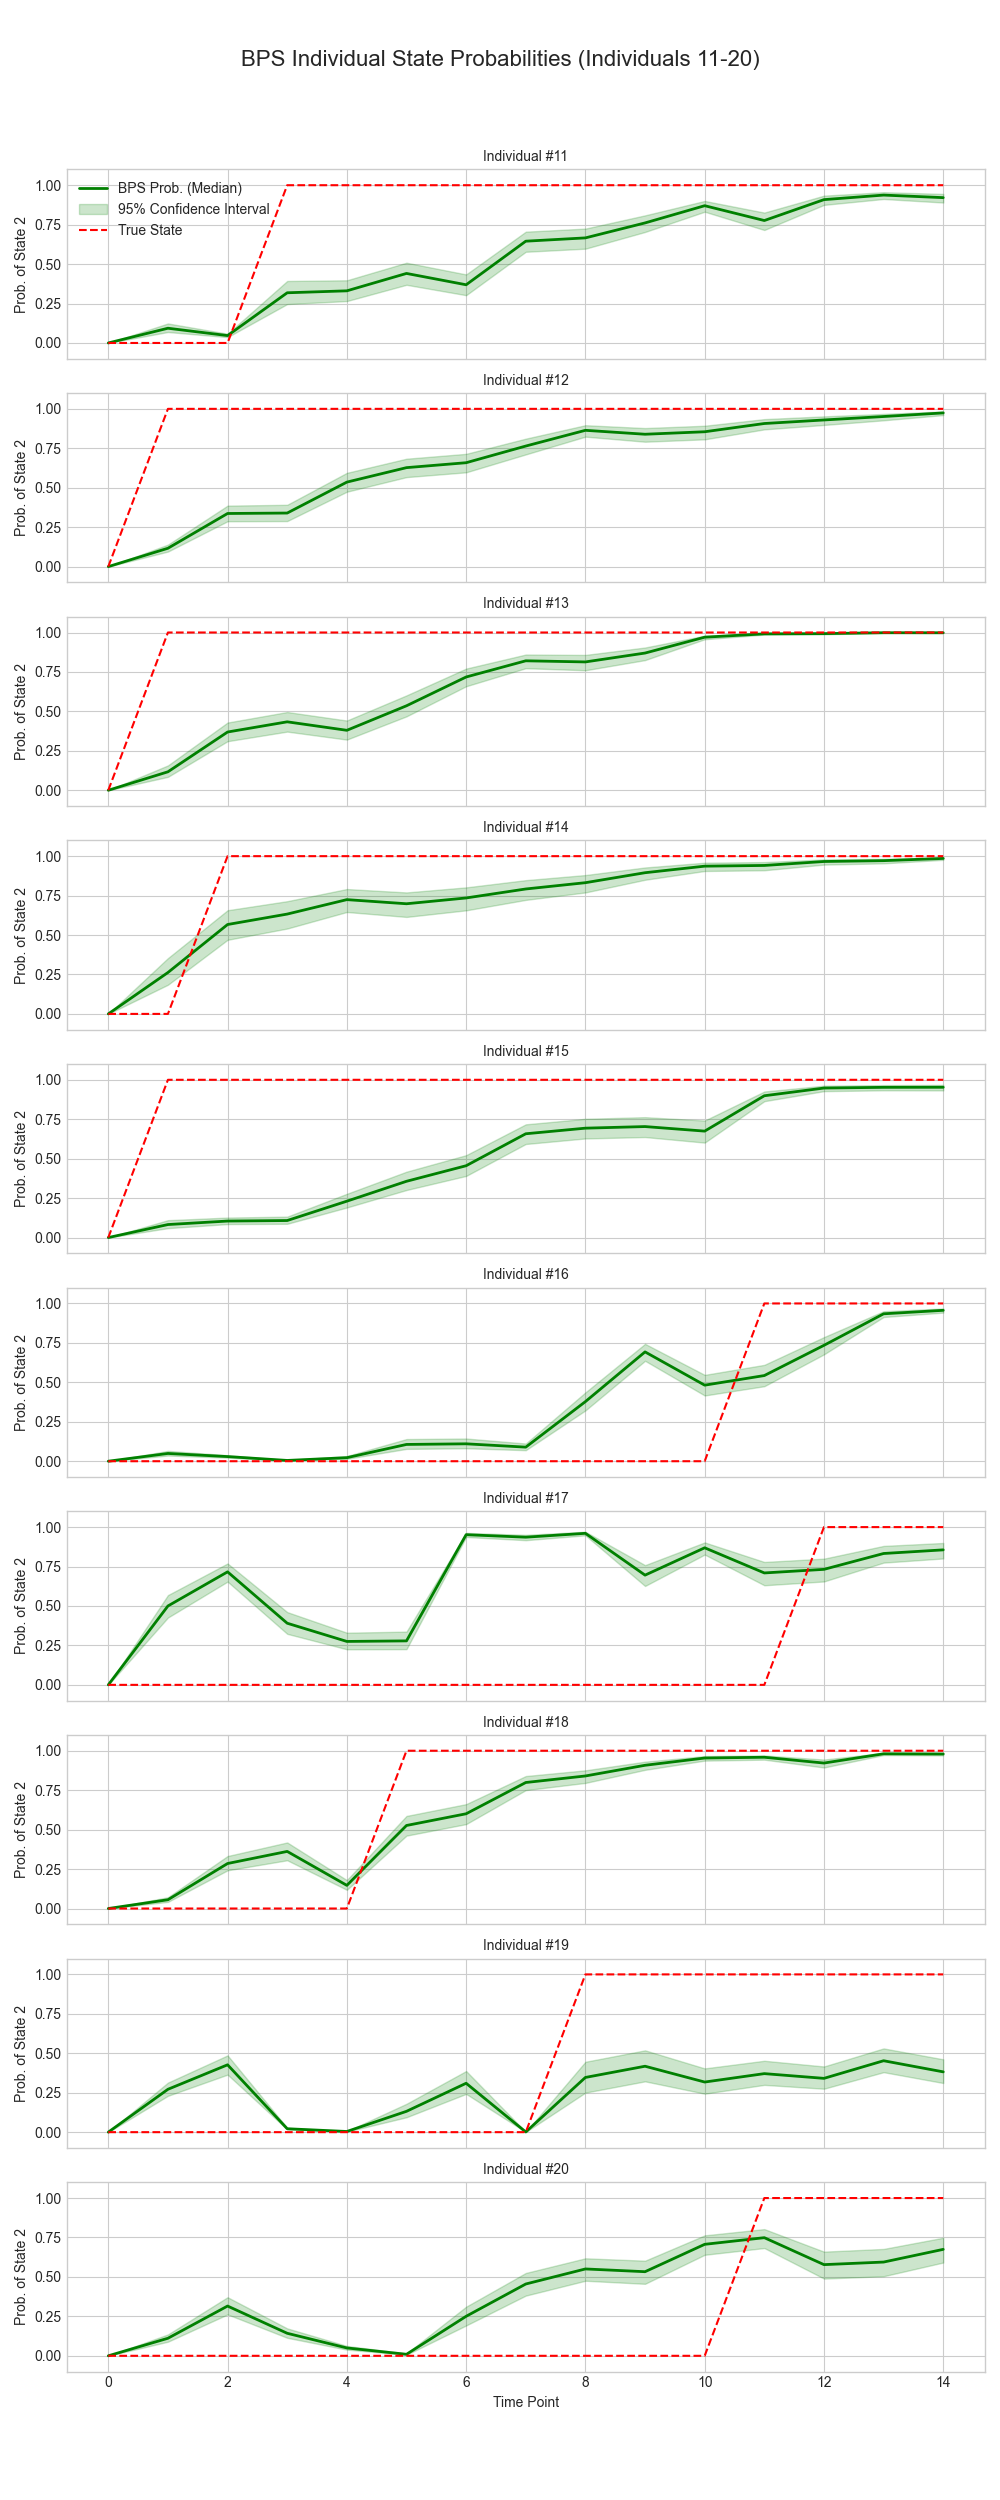 BPS Individual State Probabilities (Individuals 11-20)
Individual #11
Prob. of State 2
1.00
0.75
0.50
0.25
0.00
BPS Prob. (Median)
95% Confidence Interval
True State
Individual #12
Prob. of State 2
1.00
0.75
0.50
0.25
0.00
Individual #13
Prob. of State 2
1.00
0.75
0.50
0.25
0.00
Individual #14
Prob. of State 2
1.00
0.75
0.50
0.25
0.00
Individual #15
Prob. of State 2
1.00
0.75
0.50
0.25
0.00
Individual #16
Prob. of State 2
1.00
0.75
0.50
0.25
0.00
Individual #17
Prob. of State 2
1.00
0.75
0.50
0.25
0.00
Individual #18
Prob. of State 2
1.00
0.75
0.50
0.25
0.00
Individual #19
Prob. of State 2
1.00
0.75
0.50
0.25
0.00
Individual #20
Prob. of State 2
1.00
0.75
0.50
0.25
0.00
0 2 4 6 8 10 12 14
Time Point